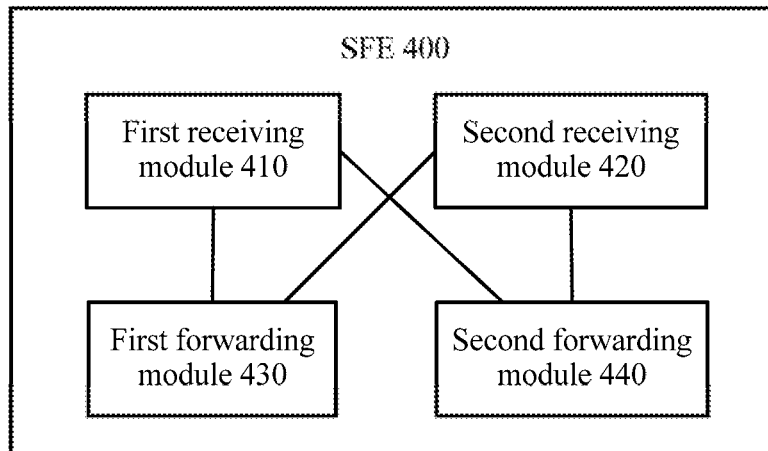 SFE 400
First receiving
module 410
Second receiving
module 420
First forwarding
module 430
Second forwarding
module 440